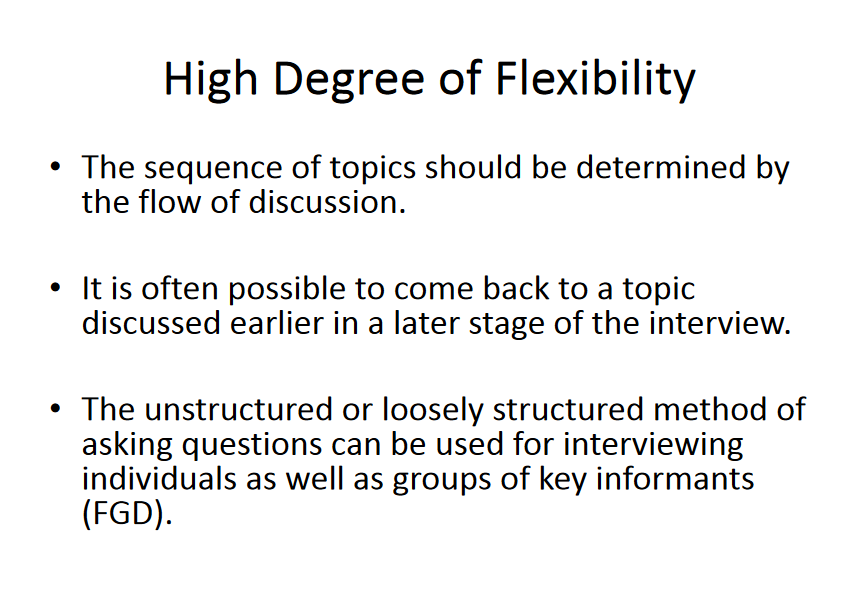 High Degree of Flexibility
• The sequence of topics should be determined by
the flow of discussion.
• It is often possible to come back to a topic
discussed earlier in a later stage of the interview.
• The unstructured or loosely structured method of
asking questions can be used for interviewing
individuals as well as groups of key informants
(FGD).